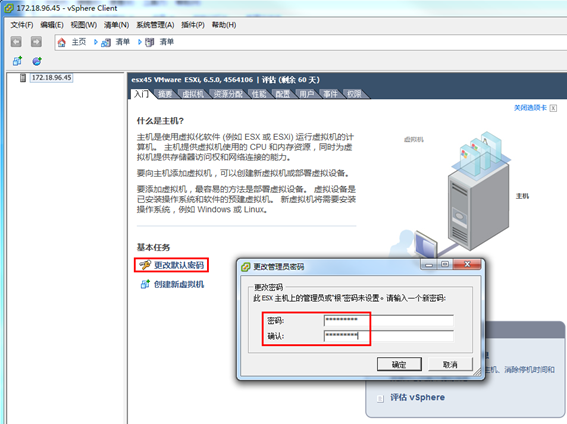 172.18.96.45 - vSphere Client
文件(F) 编辑(E) 视图(W) 清单(N) 系统管理(A) 插件(P) 帮助(H)
主页 清单 清单
172.18.96.45
esx45 VMware ESXi, 6.5.0, 4564106 | 评估 (剩余 60 天)
入门 摘要 虚拟机 资源分配 性能 配置 用户 事件 权限
关闭选项卡
什么是主机?
主机是使用虚拟化软件 (例如 ESX 或 ESXi) 运行虚拟机的计
算机。 主机提供虚拟机使用的 CPU 和内存资源，同时为虚
拟机提供存储器访问权和网络连接的能力。
要向主机添加虚拟机，可以创建新虚拟机或部署虚拟设备。
要添加虚拟机，最容易的方法是部署虚拟设备。 虚拟设备是
已安装操作系统和软件的预建虚拟机。 新虚拟机将需要安装
操作系统，例如 Windows 或 Linux。
虚拟机
主机
基本任务
更改默认密码
创建新虚拟机
更改管理员密码
更改密码
此 ESX 主机上的管理员或“根”密码未设置。请输入一个新密码:
密码: *********
确认: *********
确定 取消
主机、消除停机时间和
评估 vSphere